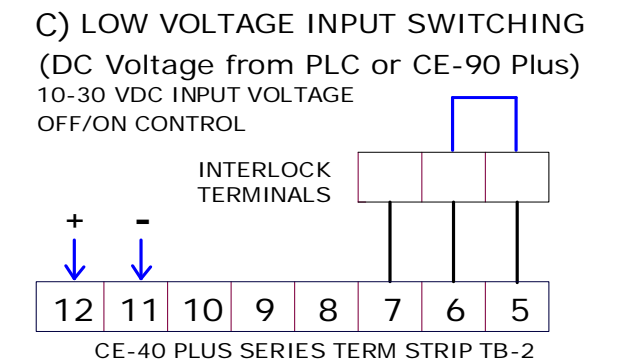 C) LOW VOLTAGE INPUT SWITCHING
(DC Voltage from PLC or CE-90 Plus)
10-30 VDC INPUT VOLTAGE
OFF/ON CONTROL
INTERLOCK
TERMINALS
+ -
12 11 10 9 8 7 6 5
CE-40 PLUS SERIES TERM STRIP TB-2